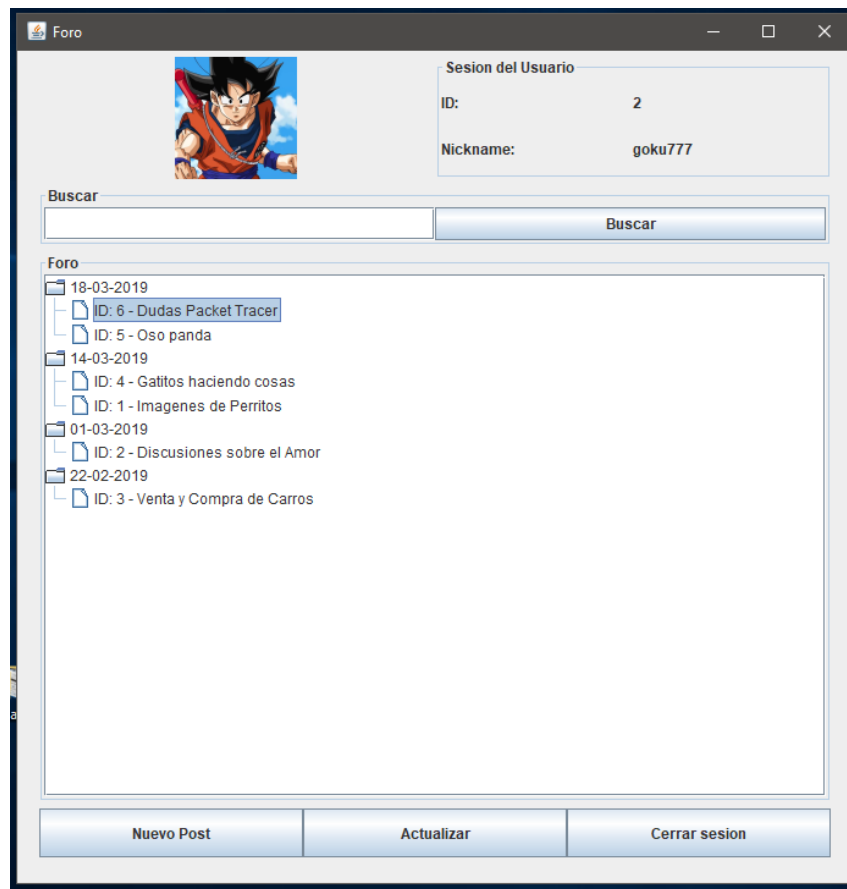 Foro
Sesion del Usuario
ID: 2
Nickname: goku777
Buscar
Buscar
Foro
18-03-2019
ID: 6 - Dudas Packet Tracer
ID: 5 - Oso panda
14-03-2019
ID: 4 - Gatitos haciendo cosas
ID: 1 - Imagenes de Perritos
01-03-2019
ID: 2 - Discusiones sobre el Amor
22-02-2019
ID: 3 - Venta y Compra de Carros
Nuevo Post Actualizar Cerrar sesion